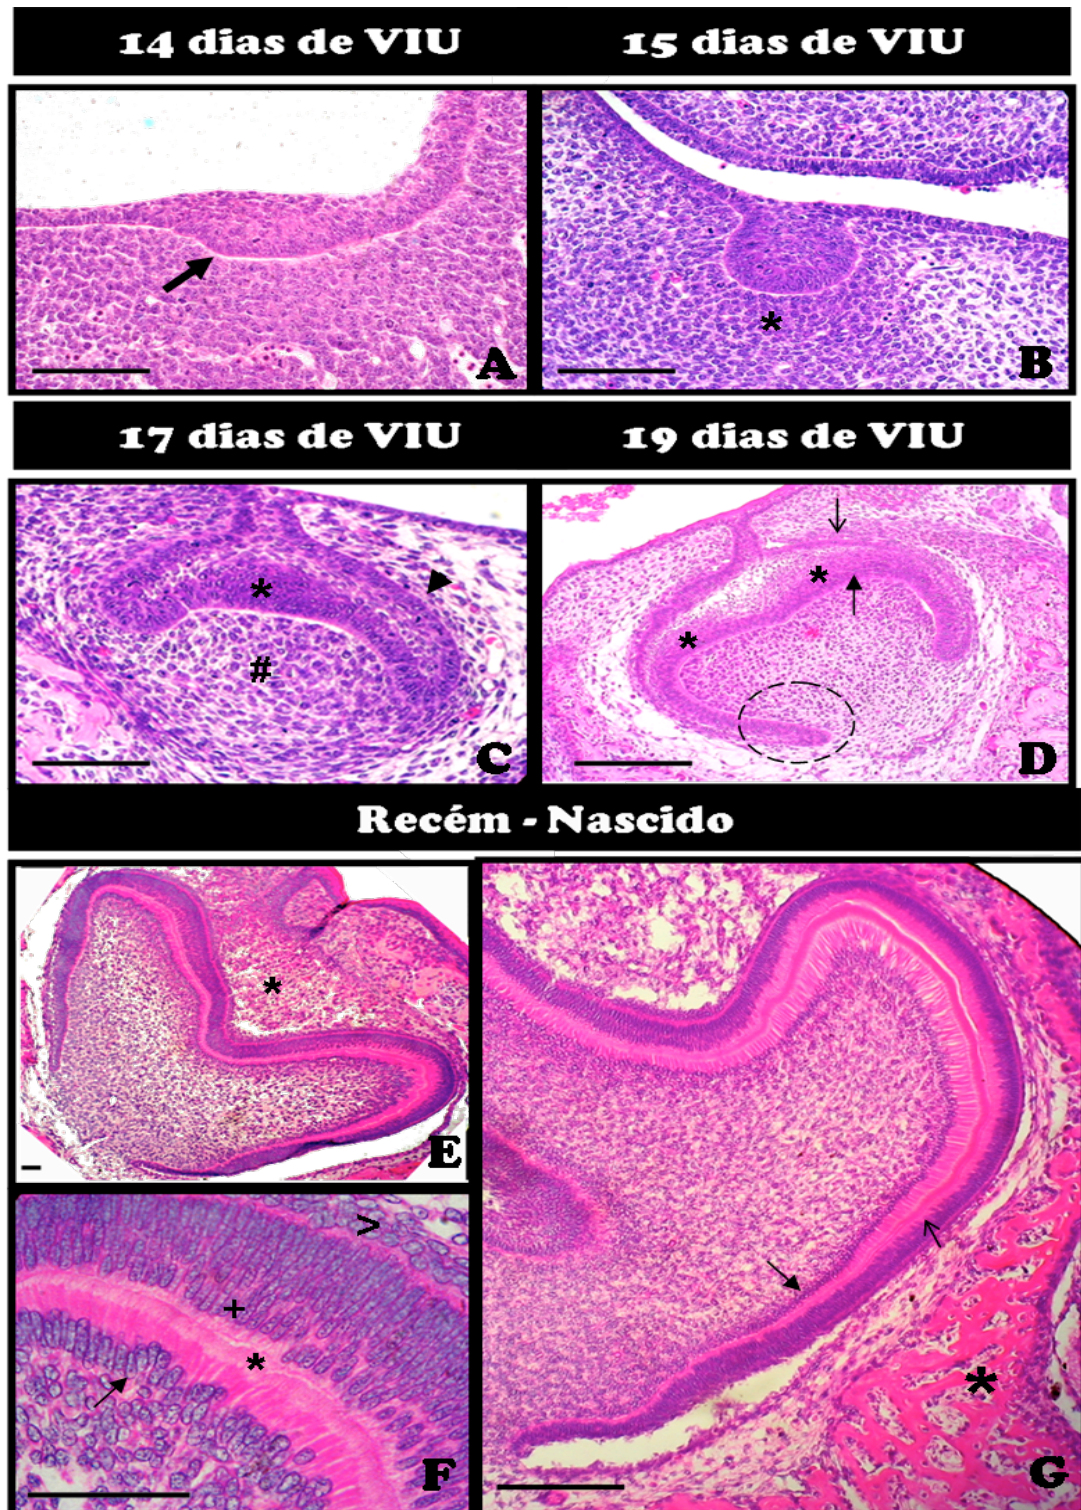 14 dias de VIU 15 dias de VIU
A B
17 dias de VIU 19 dias de VIU
* * *
# C D
Recém - Nascido
* E
> + * F
* G